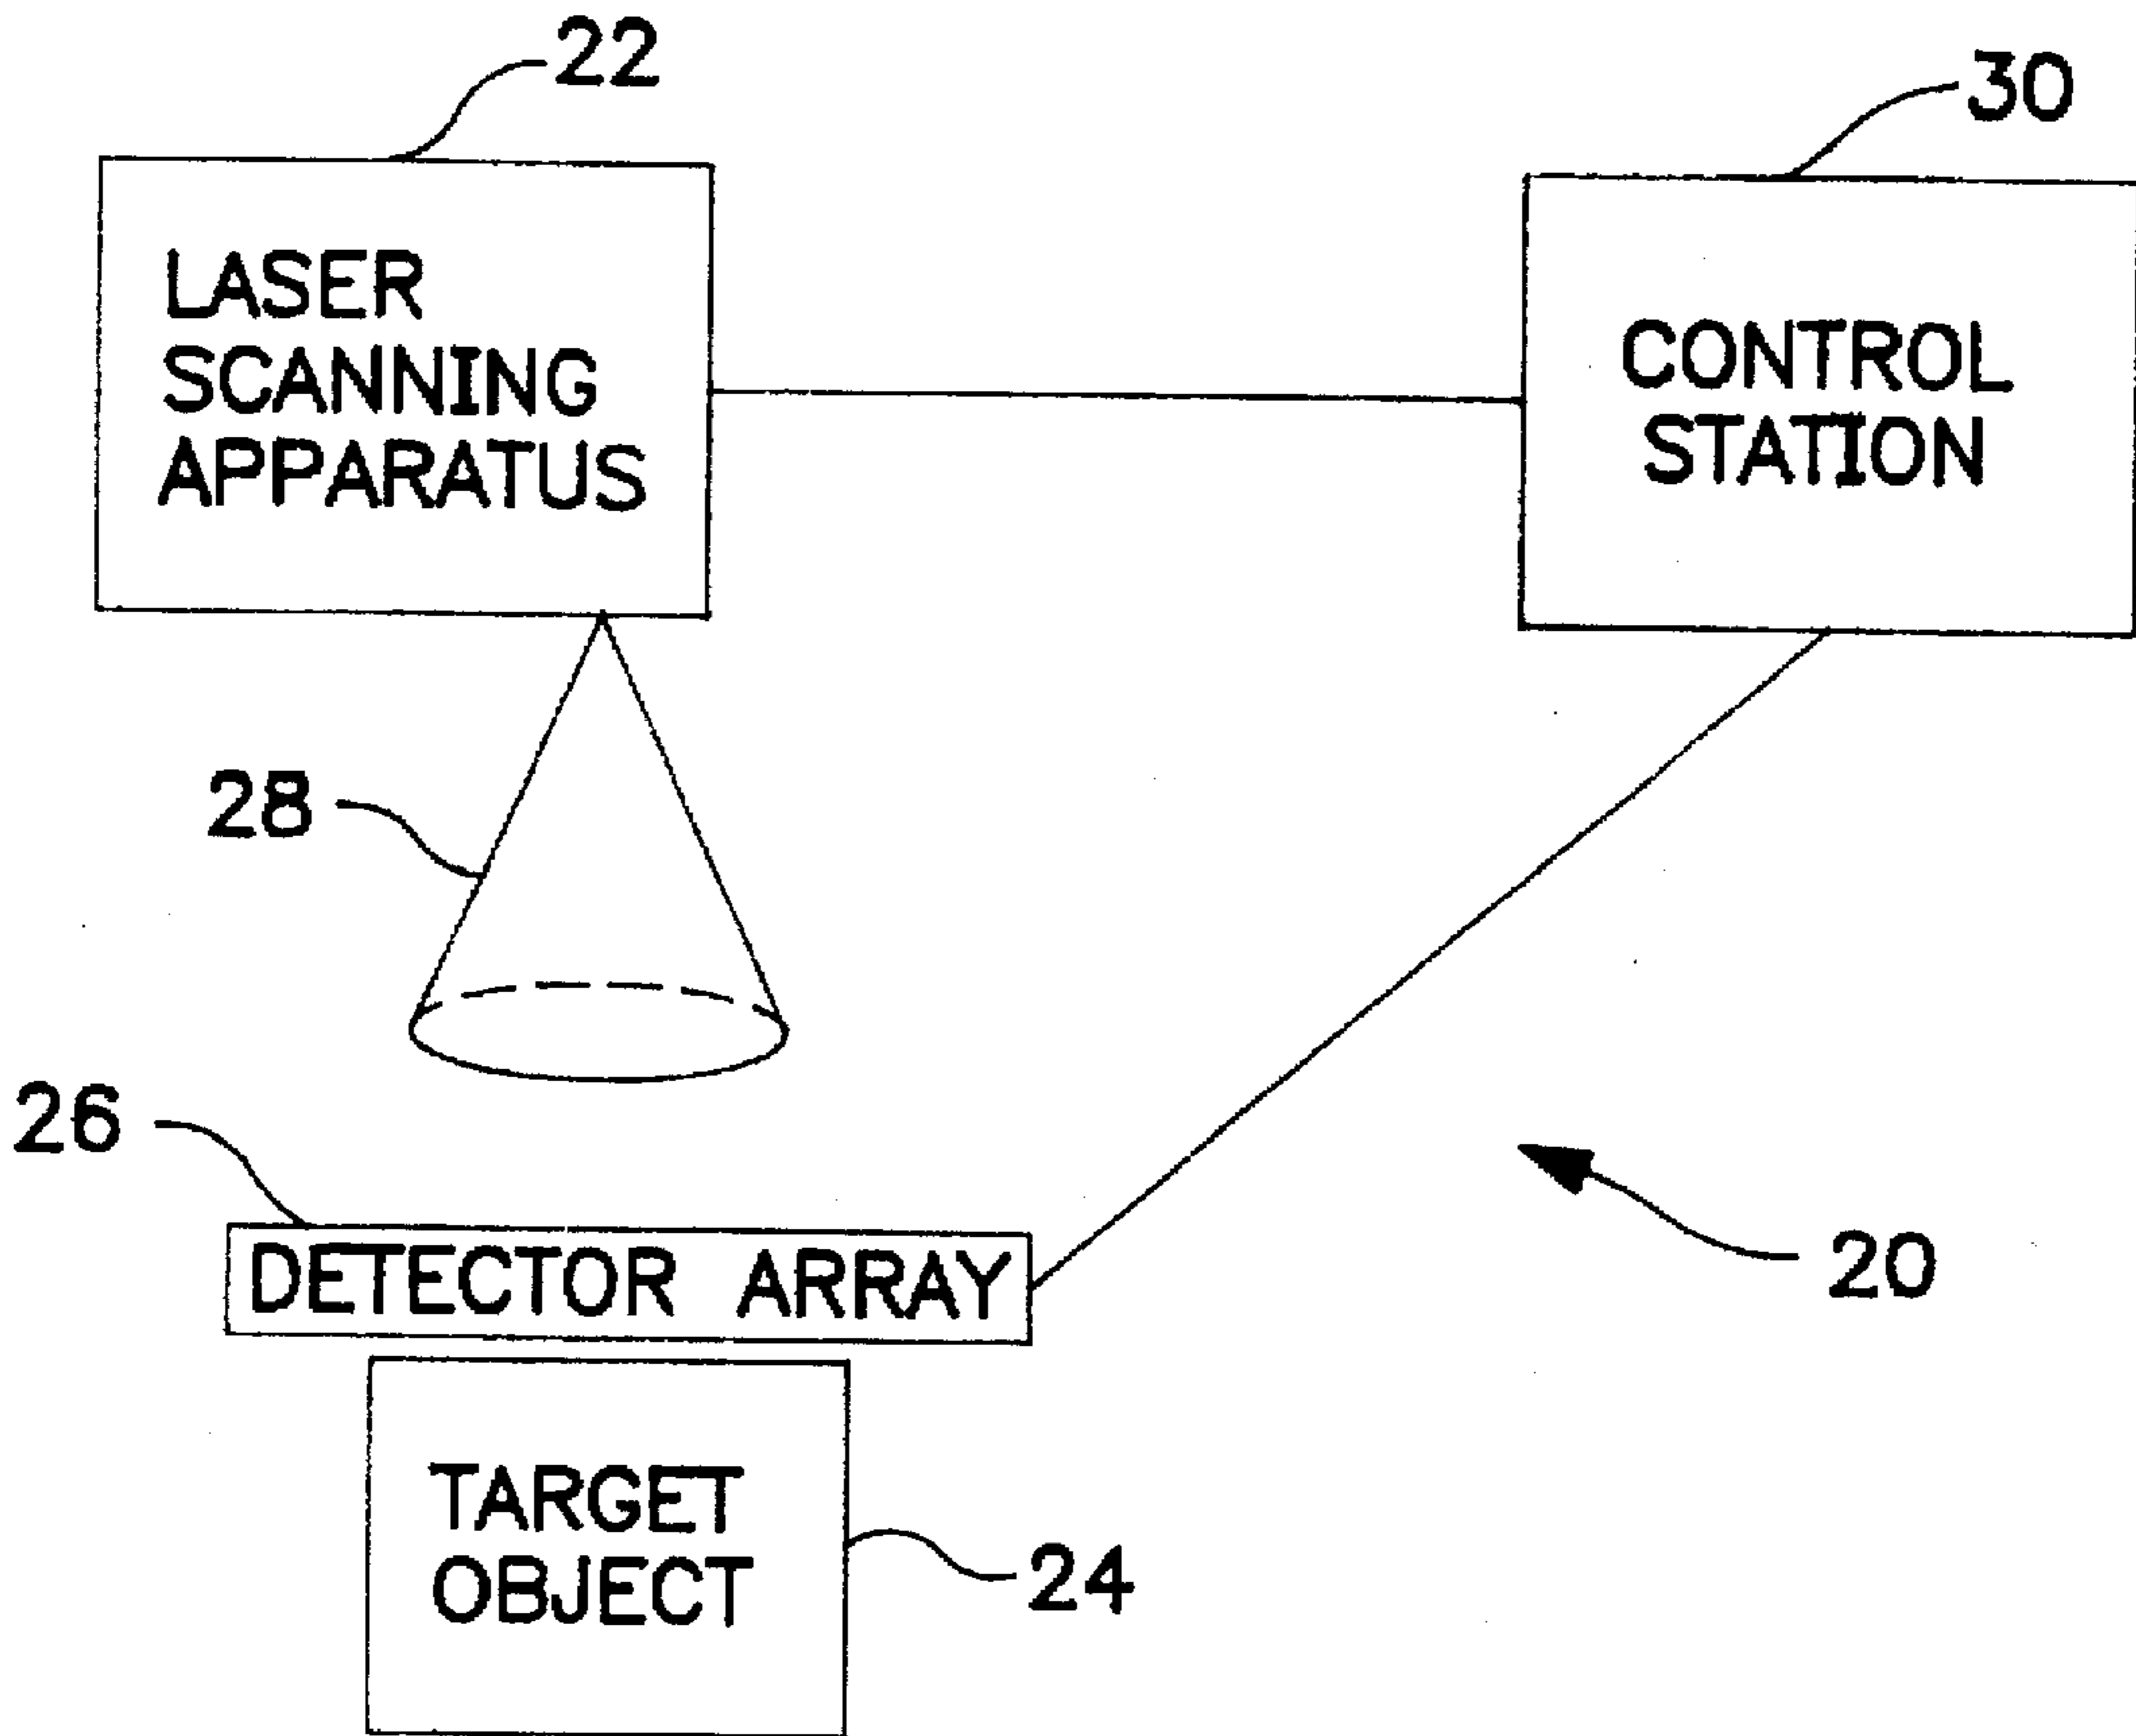 22
30
LASER
SCANNING
APPARATUS
CONTROL
STATION
28
26
DETECTOR ARRAY
20
TARGET
OBJECT
24